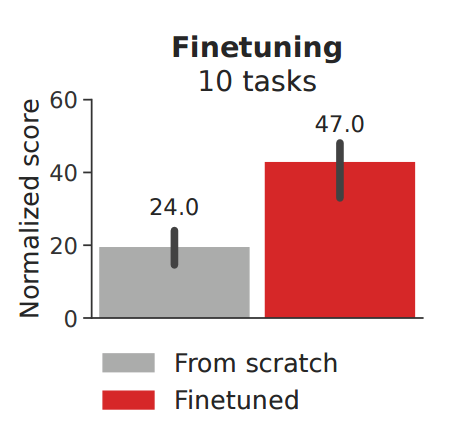 Finetuning
10 tasks
Normalized score
60
40
20
0
24.0
47.0
From scratch
Finetuned